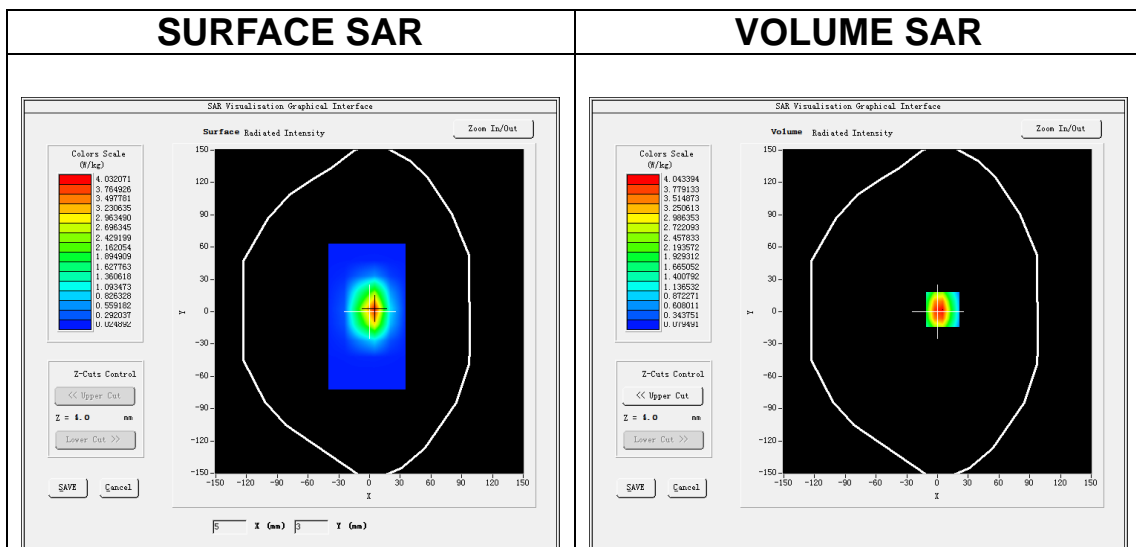 SURFACE SAR
VOLUME SAR
SAR Visualisation Graphical Interface
Surface Radiated Intensity
Zoom In/Out
Colors Scale
(W/kg)
4.032071
3.764926
3.497781
3.230635
2.963490
2.696345
2.429199
2.162054
1.894909
1.627763
1.360618
1.093473
0.826328
0.559182
0.292037
0.024892
Z-Cuts Control
<< Upper Cut
Z = 4.0 mm
Lower Cut >>
SAVE
Cancel
150
120
90
60
30
0
-30
-60
-90
-120
-150
Y
-150 -120 -90 -60 -30 0 30 60 90 120 150
X
5 X (mm) 3 Y (mm)
SAR Visualisation Graphical Interface
Volume Radiated Intensity
Zoom In/Out
Colors Scale
(W/kg)
4.043394
3.779133
3.514873
3.250613
2.986353
2.722093
2.457833
2.193572
1.929312
1.665052
1.400792
1.136532
0.872271
0.608011
0.343751
0.079491
Z-Cuts Control
<< Upper Cut
Z = 4.0 mm
Lower Cut >>
SAVE
Cancel
150
120
90
60
30
0
-30
-60
-90
-120
-150
Y
-150 -120 -90 -60 -30 0 30 60 90 120 150
X